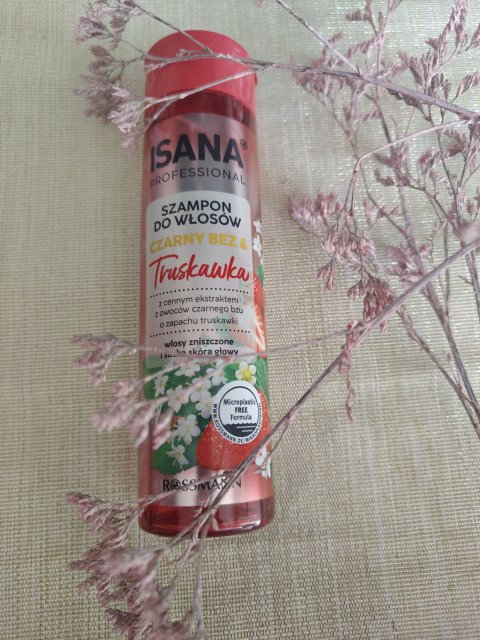 ISANA®
PROFESSIONAL
SZAMPON
DO WŁOSÓW
CZARNY BEZ &
Truskawka
z cennym ekstraktem
z owoców czarnego bzu
o zapachu truskawki
włosy zniszczone
i sucha skóra głowy
Microplastic
FREE
Formula
ROSSMANN